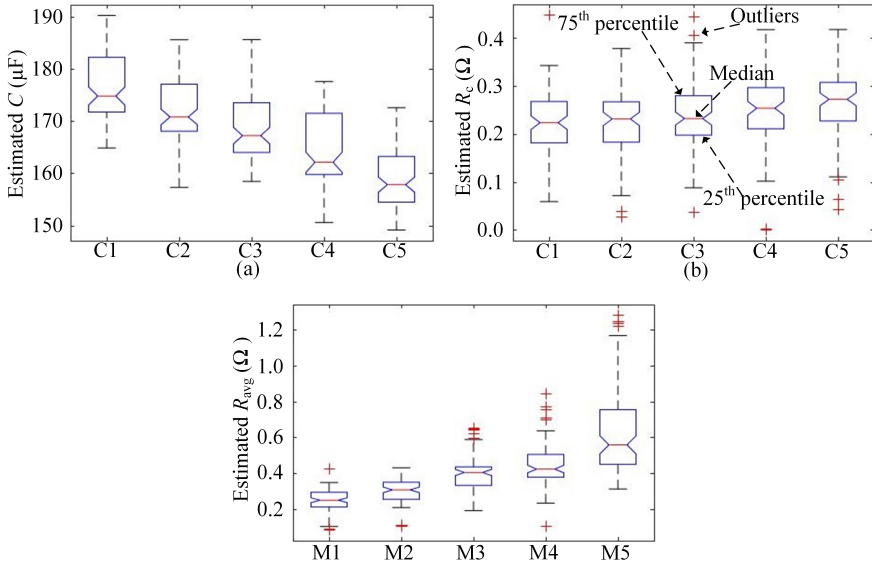 Estimated C (μF)
190
180
170
160
150
C1 C2 C3 C4 C5
(a)
Estimated Rc (Ω)
0.4
0.3
0.2
0.1
0.0
75th percentile
Outliers
Median
25th percentile
C1 C2 C3 C4 C5
(b)
Estimated Ravg (Ω)
1.2
1.0
0.8
0.6
0.4
0.2
M1 M2 M3 M4 M5